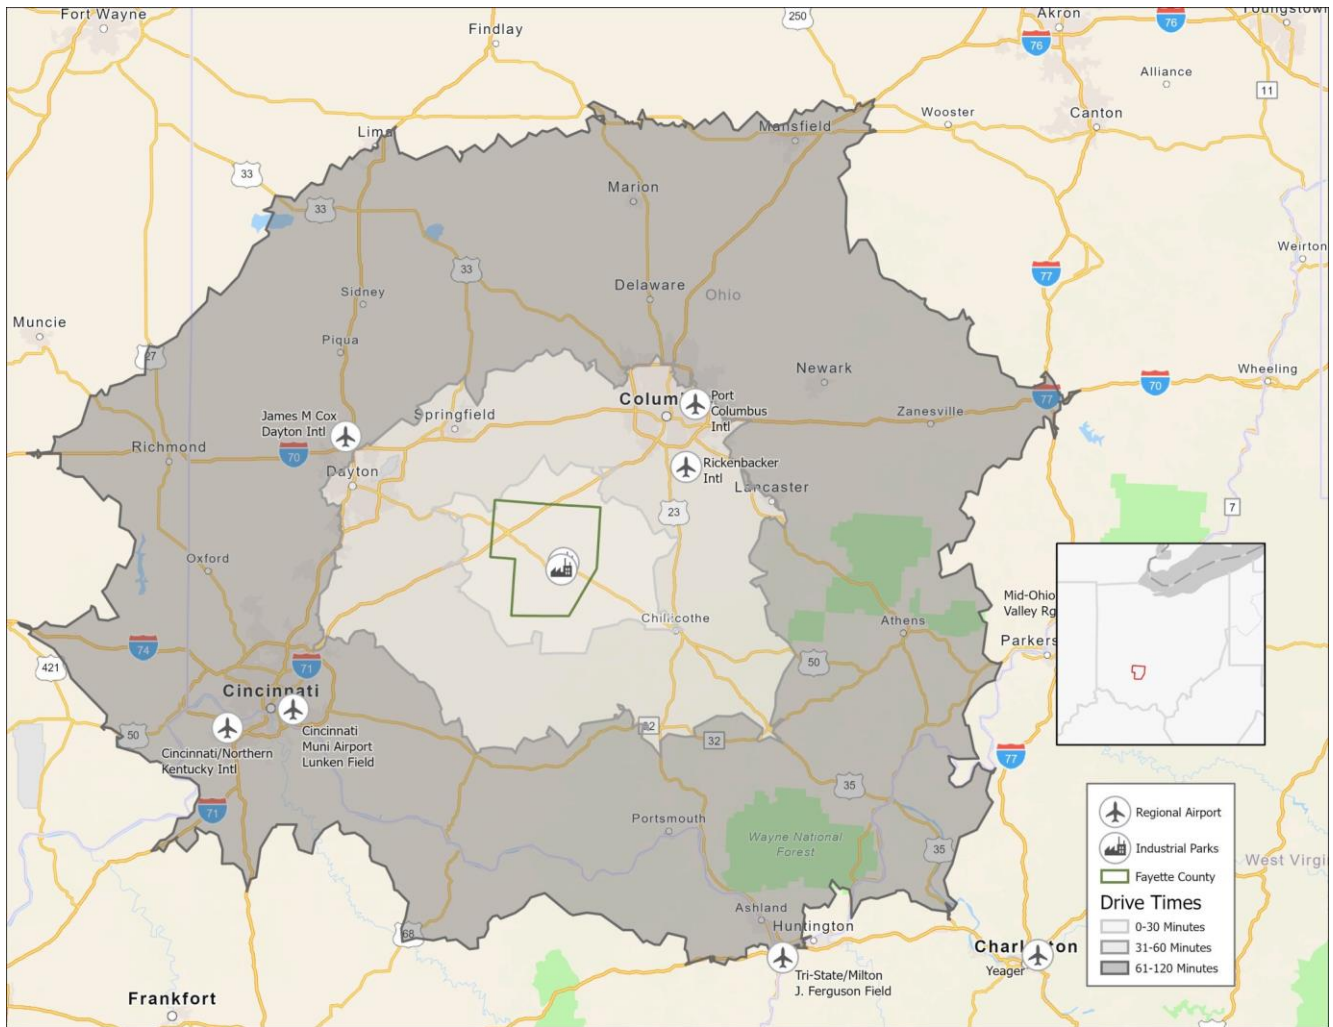 Fort Wayne
250
Akron
76
76
Findlay
Alliance
11
Wooster
Canton
Lima
Mansfield
33
33
Marion
Weirton
33
77
Sidney
Delaware
Ohio
Muncie
27
Piqua
Newark
Wheeling
70
77
James M Cox
Dayton Intl
Springfield
Port
Columbus
Intl
Zanesville
Richmond
70
Dayton
Rickenbacker
Intl
Lancaster
23
7
Oxford
Mid-Ohio
Valley Rg
Chillicothe
Athens
Parkers
74
421
71
50
Cincinnati
50
Cincinnati
Muni Airport
Lunken Field
Cincinnati/Northern
Kentucky Intl
32
77
35
71
Portsmouth
Wayne National
Forest
35
West Virgi
Ashland
68
Huntington
Yeager
Tri-State/Milton
J. Ferguson Field
Frankfort
Regional Airport
Industrial Parks
Fayette County
Drive Times
0-30 Minutes
31-60 Minutes
61-120 Minutes